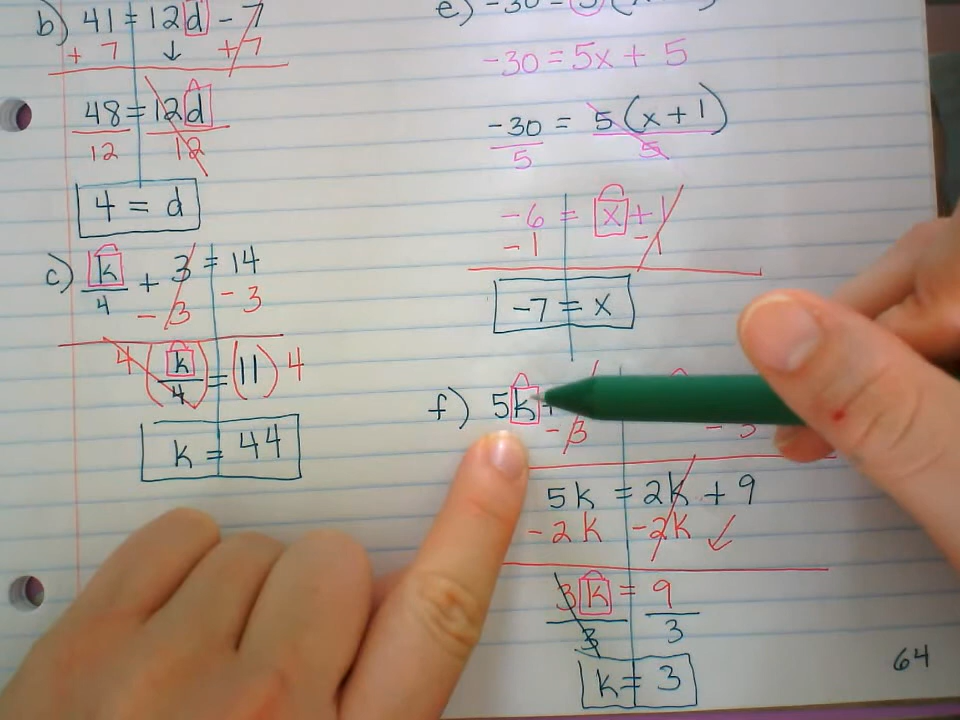 b) 41 = 12d - 7
+ 7 ↓ + 7
48 = 12d
12 12
4 = d
c) k/4 + 3 = 14
- 3 - 3
4 (k/4) = (11) 4
k = 44
e) -30 = 5(x
-30 = 5x + 5
-30 = 5(x + 1)
5 5
-6 = x + 1
-1 -1
-7 = x
f) 5k +
- 3 - 3
5k = 2k + 9
- 2k - 2k ↓
3k = 9
3 3
k = 3
64